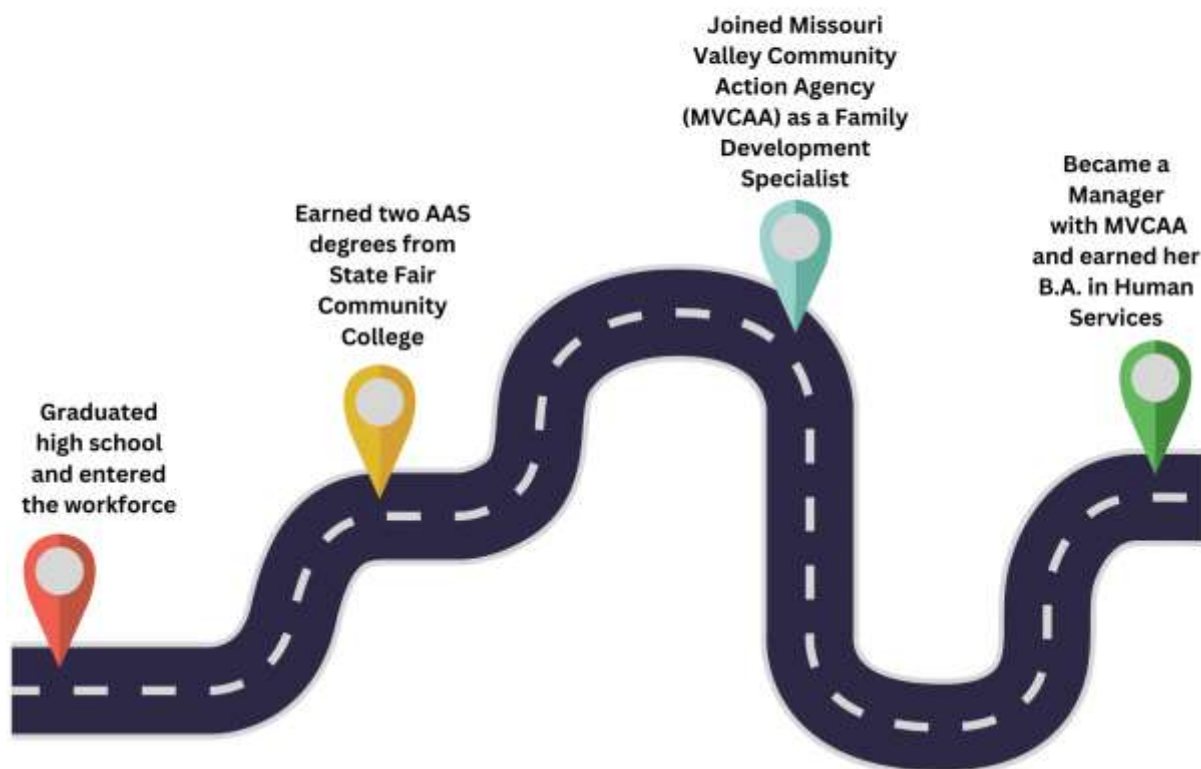 Graduated
high school
and entered
the workforce
Earned two AAS
degrees from
State Fair
Community
College
Joined Missouri
Valley Community
Action Agency
(MVCAA) as a Family
Development
Specialist
Became a
Manager
with MVCAA
and earned her
B.A. in Human
Services